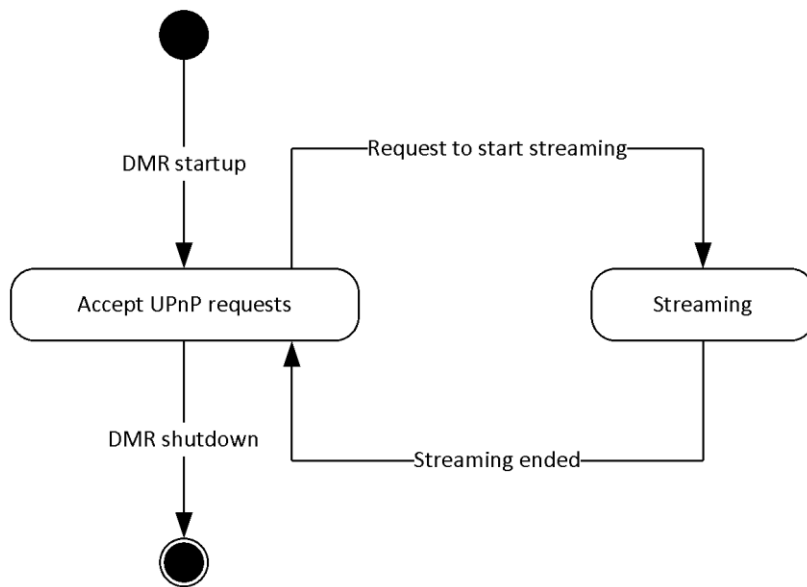 Request to start streaming
DMR startup
Accept UPnP requests
Streaming
DMR shutdown
Streaming ended